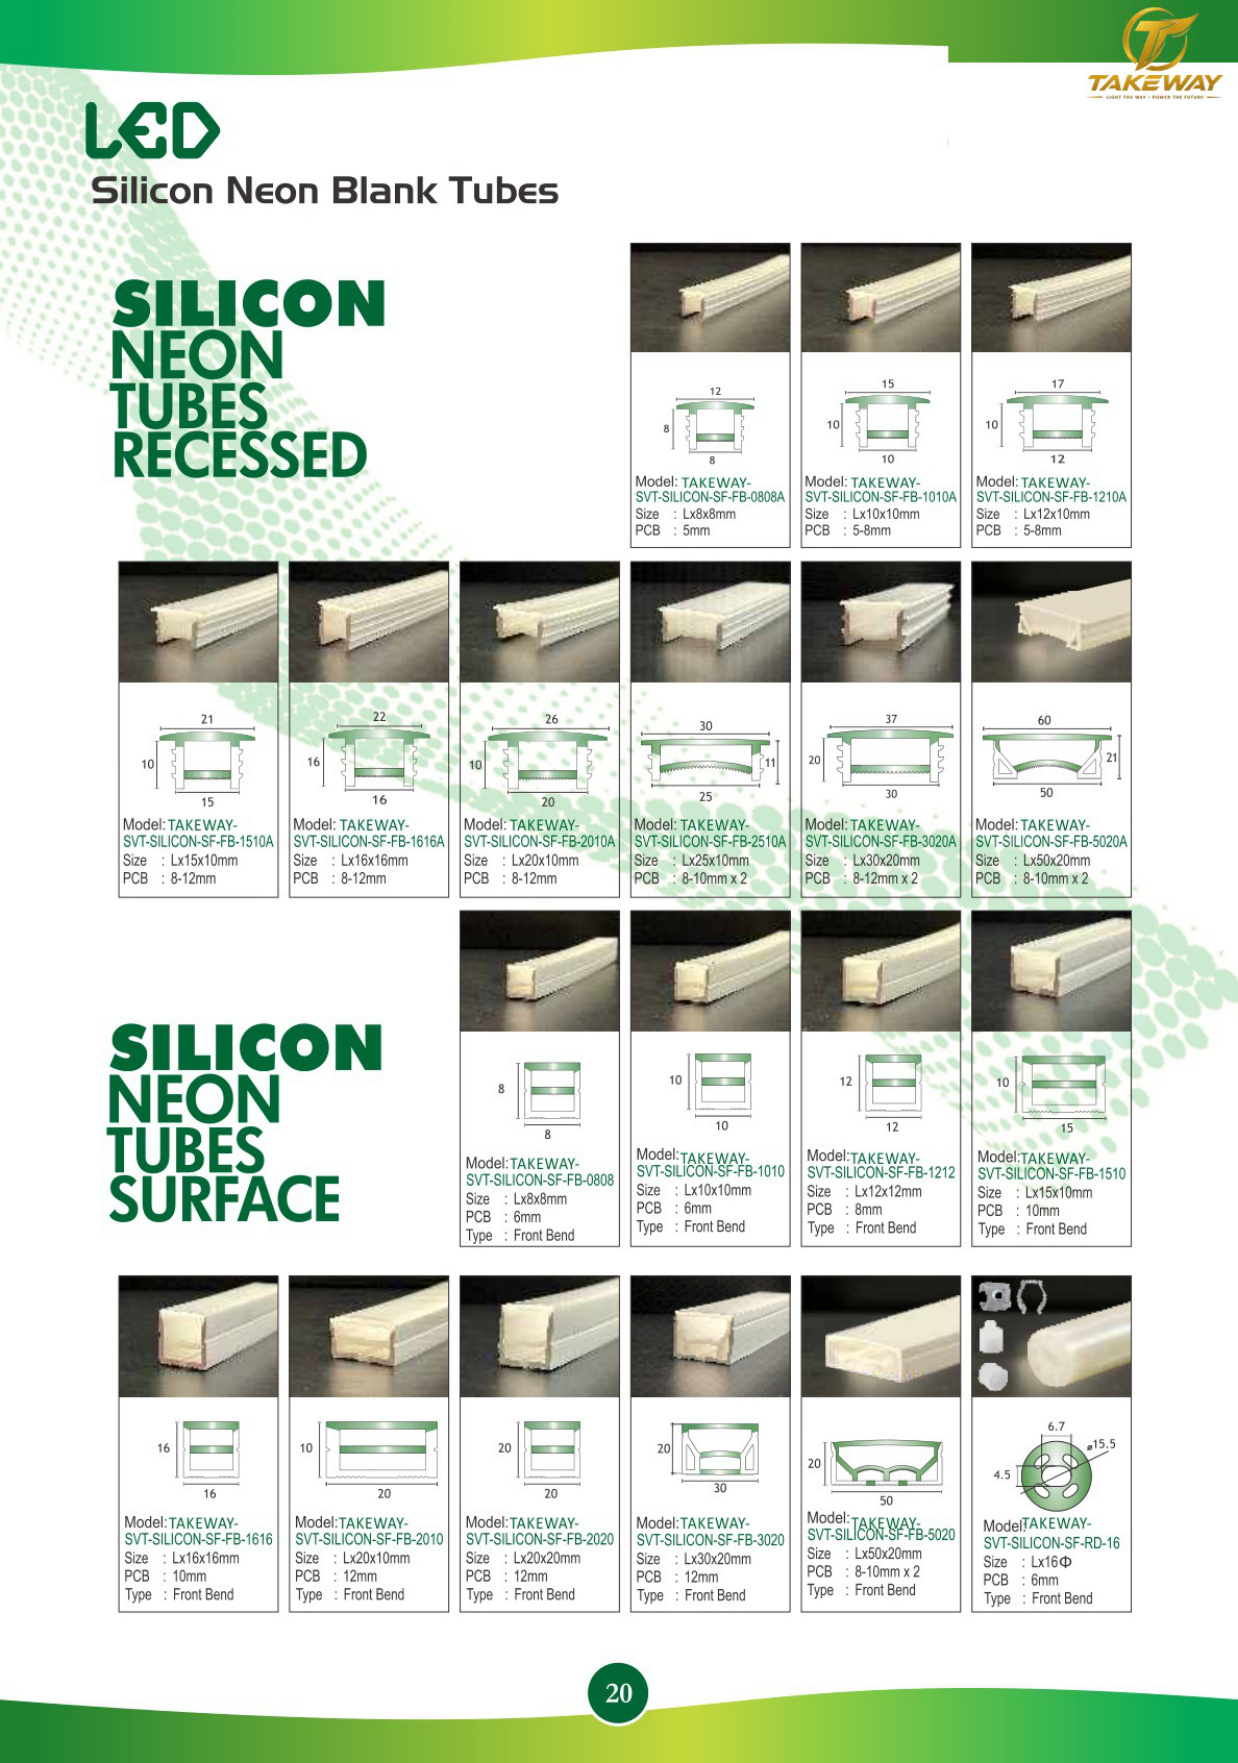 TAKEWAY
LIGHT THE WAY • POWER THE FUTURE
LED
Silicon Neon Blank Tubes
SILICON
NEON
TUBES
RECESSED
12
8
8
Model: TAKEWAY-
SVT-SILICON-SF-FB-0808A
Size : Lx8x8mm
PCB : 5mm
15
10
10
Model: TAKEWAY-
SVT-SILICON-SF-FB-1010A
Size : Lx10x10mm
PCB : 5-8mm
17
10
12
Model: TAKEWAY-
SVT-SILICON-SF-FB-1210A
Size : Lx12x10mm
PCB : 5-8mm
21
10
15
Model: TAKEWAY-
SVT-SILICON-SF-FB-1510A
Size : Lx15x10mm
PCB : 8-12mm
22
16
16
Model: TAKEWAY-
SVT-SILICON-SF-FB-1616A
Size : Lx16x16mm
PCB : 8-12mm
26
10
20
Model: TAKEWAY-
SVT-SILICON-SF-FB-2010A
Size : Lx20x10mm
PCB : 8-12mm
30
11
25
Model: TAKEWAY-
SVT-SILICON-SF-FB-2510A
Size : Lx25x10mm
PCB : 8-10mm x 2
37
20
30
Model: TAKEWAY-
SVT-SILICON-SF-FB-3020A
Size : Lx30x20mm
PCB : 8-12mm x 2
60
21
50
Model: TAKEWAY-
SVT-SILICON-SF-FB-5020A
Size : Lx50x20mm
PCB : 8-10mm x 2
SILICON
NEON
TUBES
SURFACE
8
8
Model: TAKEWAY-
SVT-SILICON-SF-FB-0808
Size : Lx8x8mm
PCB : 6mm
Type : Front Bend
10
10
Model: TAKEWAY-
SVT-SILICON-SF-FB-1010
Size : Lx10x10mm
PCB : 6mm
Type : Front Bend
12
12
Model: TAKEWAY-
SVT-SILICON-SF-FB-1212
Size : Lx12x12mm
PCB : 8mm
Type : Front Bend
10
15
Model: TAKEWAY-
SVT-SILICON-SF-FB-1510
Size : Lx15x10mm
PCB : 10mm
Type : Front Bend
16
16
Model: TAKEWAY-
SVT-SILICON-SF-FB-1616
Size : Lx16x16mm
PCB : 10mm
Type : Front Bend
10
20
Model: TAKEWAY-
SVT-SILICON-SF-FB-2010
Size : Lx20x10mm
PCB : 12mm
Type : Front Bend
20
20
Model: TAKEWAY-
SVT-SILICON-SF-FB-2020
Size : Lx20x20mm
PCB : 12mm
Type : Front Bend
20
30
Model: TAKEWAY-
SVT-SILICON-SF-FB-3020
Size : Lx30x20mm
PCB : 12mm
Type : Front Bend
20
50
Model: TAKEWAY-
SVT-SILICON-SF-FB-5020
Size : Lx50x20mm
PCB : 8-10mm x 2
Type : Front Bend
6.7
ø15.5
4.5
Model: TAKEWAY-
SVT-SILICON-SF-RD-16
Size : Lx16Φ
PCB : 6mm
Type : Front Bend
20